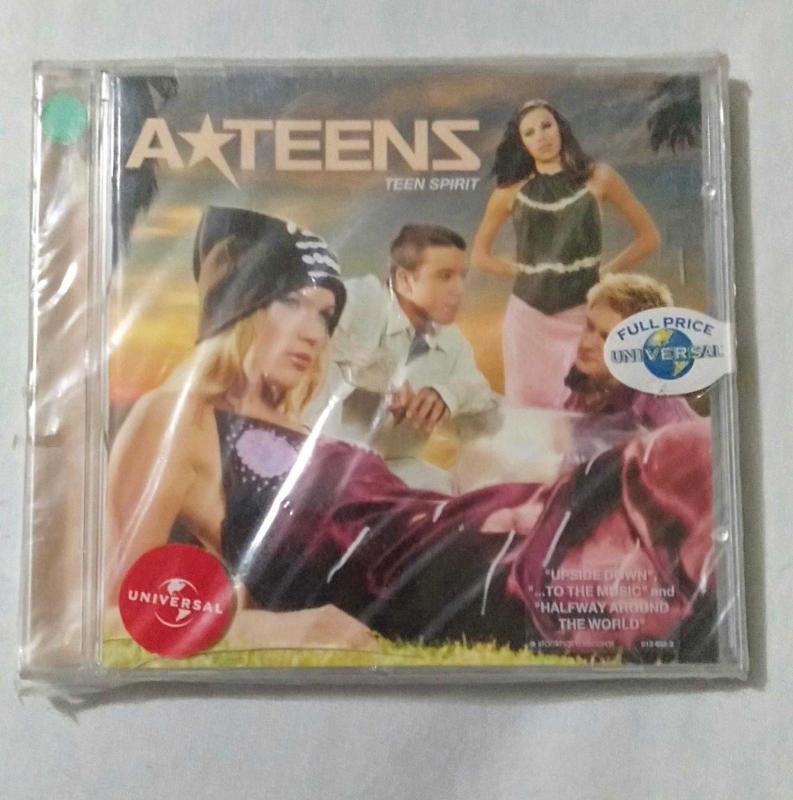 A★TEENS
TEEN SPIRIT
FULL PRICE
UNIVERSAL
UNIVERSAL
"UPSIDE DOWN",
"...TO THE MUSIC" and
"HALFWAY AROUND
THE WORLD"